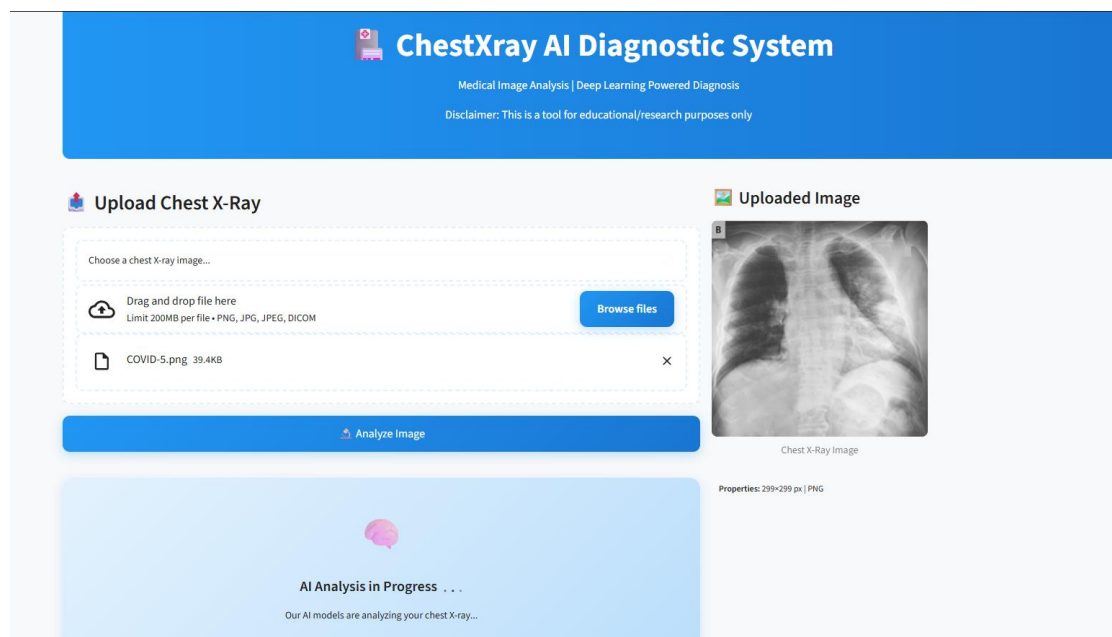 ChestXray AI Diagnostic System
Medical Image Analysis | Deep Learning Powered Diagnosis
Disclaimer: This is a tool for educational/research purposes only
Upload Chest X-Ray
Choose a chest X-ray image...
Drag and drop file here
Limit 200MB per file • PNG, JPG, JPEG, DICOM
Browse files
COVID-5.png 39.4KB
Analyze Image
AI Analysis in Progress . . .
Our AI models are analyzing your chest X-ray...
Uploaded Image
B
Chest X-Ray Image
Properties: 299×299 px | PNG